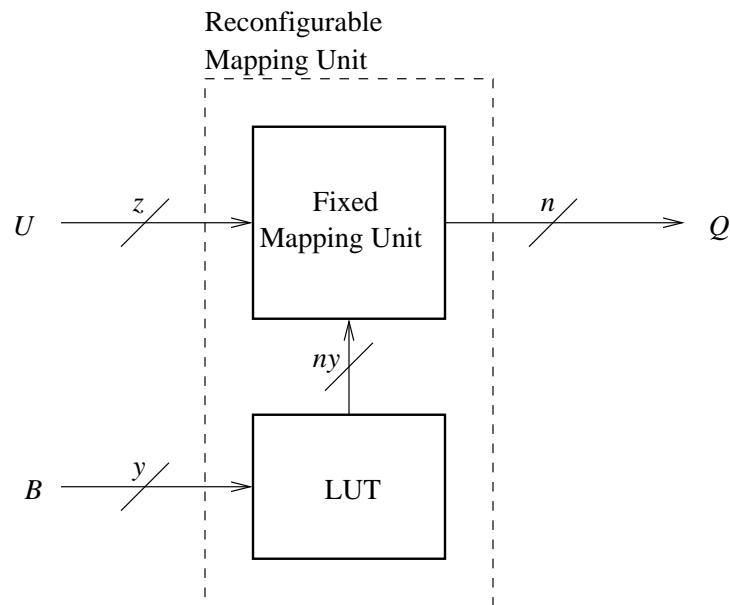 Reconfigurable
Mapping Unit
z
n
U
Fixed
Mapping Unit
Q
ny
y
B
LUT